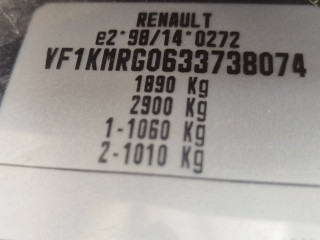 RENAULT
e2*98/14*0272
VF1KMRG0633738074
1890 Kg
2900 Kg
1-1060 Kg
2-1010 Kg